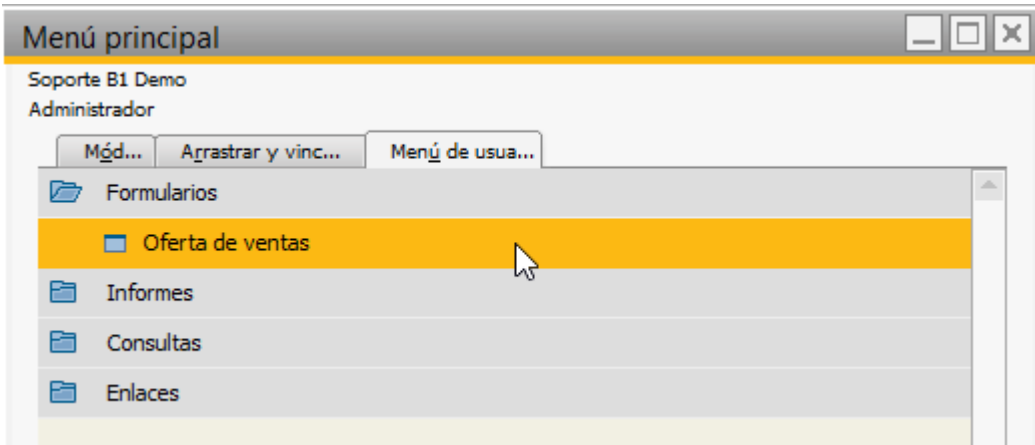 Menú principal
Soporte B1 Demo
Administrador
Mód... Arrastrar y vinc... Menú de usua...
Formularios
Oferta de ventas
Informes
Consultas
Enlaces